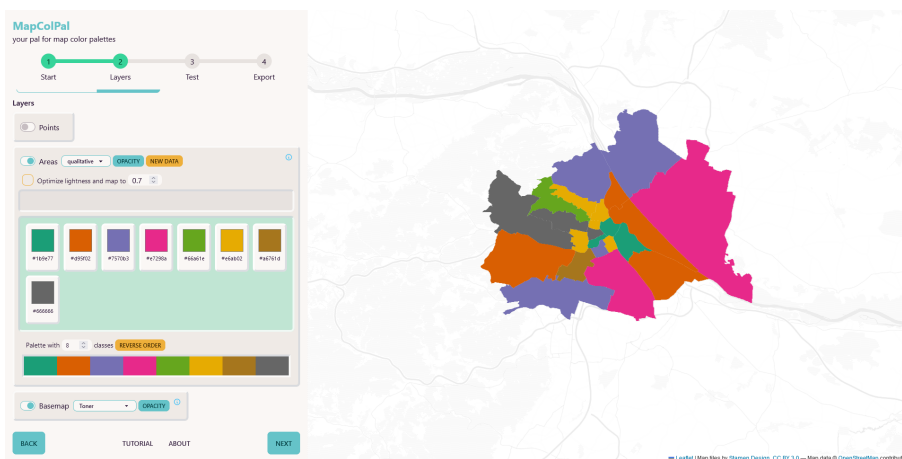 MapColPal
your pal for map color palettes
1 2 3 4
Start Layers Test Export
Layers
Points
Areas qualitative OPACITY NEW DATA
Optimize lightness and map to 0.7
#1b9e77 #d95f02 #7570b3 #e7298a #66a61e #e6ab02 #a6761d
#666666
Palette with 8 classes REVERSE ORDER
Basemap Toner OPACITY
BACK TUTORIAL ABOUT NEXT
Leaflet | Map tiles by Stamen Design, CC BY 3.0 — Map data © OpenStreetMap contribut